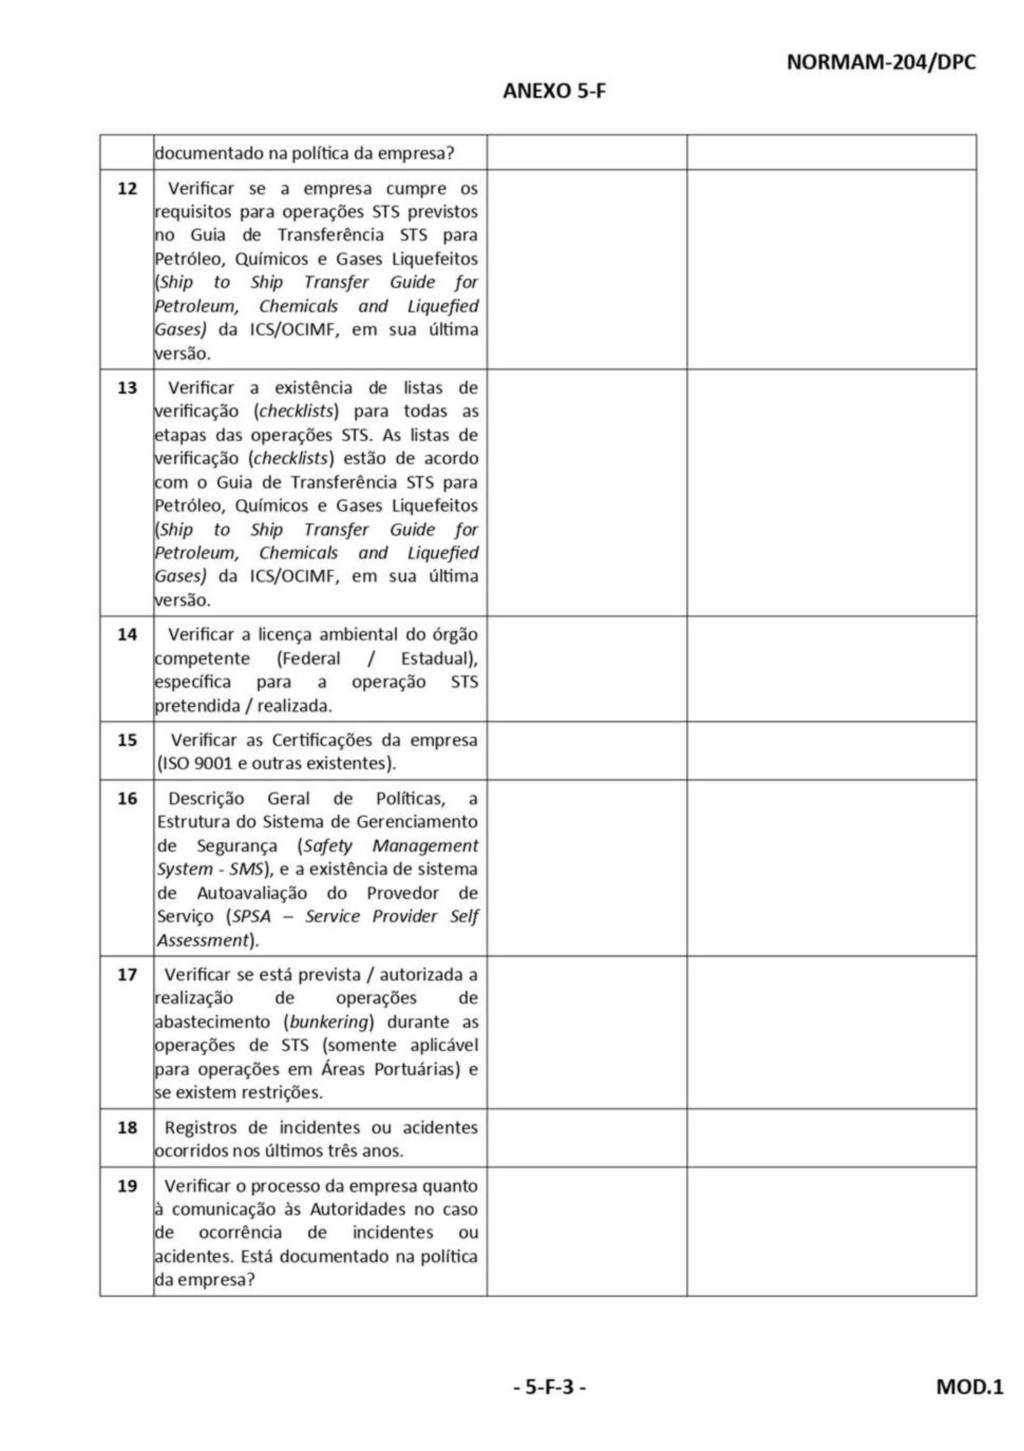 NORMAM-204/DPC
ANEXO 5-F
documentado na política da empresa?
12 Verificar se a empresa cumpre os
requisitos para operações STS previstos
no Guia de Transferência STS para
Petróleo, Químicos e Gases Liquefeitos
(Ship to Ship Transfer Guide for
Petroleum, Chemicals and Liquefied
Gases) da ICS/OCIMF, em sua última
versão.
13 Verificar a existência de listas de
verificação (checklists) para todas as
etapas das operações STS. As listas de
verificação (checklists) estão de acordo
com o Guia de Transferência STS para
Petróleo, Químicos e Gases Liquefeitos
(Ship to Ship Transfer Guide for
Petroleum, Chemicals and Liquefied
Gases) da ICS/OCIMF, em sua última
versão.
14 Verificar a licença ambiental do órgão
competente (Federal / Estadual),
específica para a operação STS
pretendida / realizada.
15 Verificar as Certificações da empresa
(ISO 9001 e outras existentes).
16 Descrição Geral de Políticas, a
Estrutura do Sistema de Gerenciamento
de Segurança (Safety Management
System - SMS), e a existência de sistema
de Autoavaliação do Provedor de
Serviço (SPSA – Service Provider Self
Assessment).
17 Verificar se está prevista / autorizada a
realização de operações de
abastecimento (bunkering) durante as
operações de STS (somente aplicável
para operações em Áreas Portuárias) e
se existem restrições.
18 Registros de incidentes ou acidentes
ocorridos nos últimos três anos.
19 Verificar o processo da empresa quanto
à comunicação às Autoridades no caso
de ocorrência de incidentes ou
acidentes. Está documentado na política
da empresa?
- 5-F-3 -
MOD.1